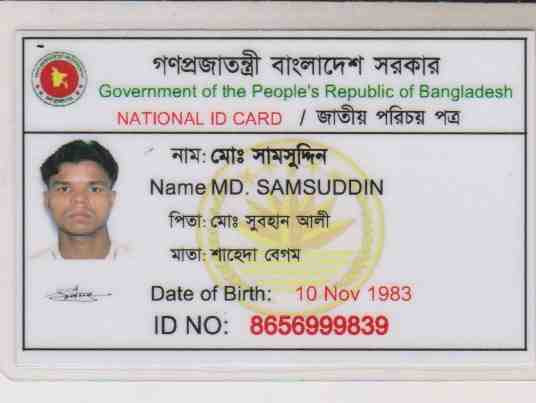 গণপ্রজাতন্ত্রী বাংলাদেশ সরকার
Government of the People's Republic of Bangladesh
NATIONAL ID CARD / জাতীয় পরিচয় পত্র
নাম: মোঃ সামসুদ্দিন
Name MD. SAMSUDDIN
পিতা: মোঃ সুবহান আলী
মাতা: শাহেদা বেগম
Date of Birth: 10 Nov 1983
ID NO: 8656999839